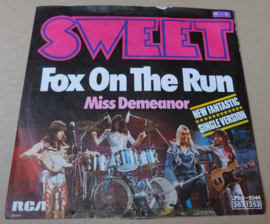 SWEET
Fox On The Run
Miss Demeanor
NEW FANTASTIC
SINGLE VERSION
RCA